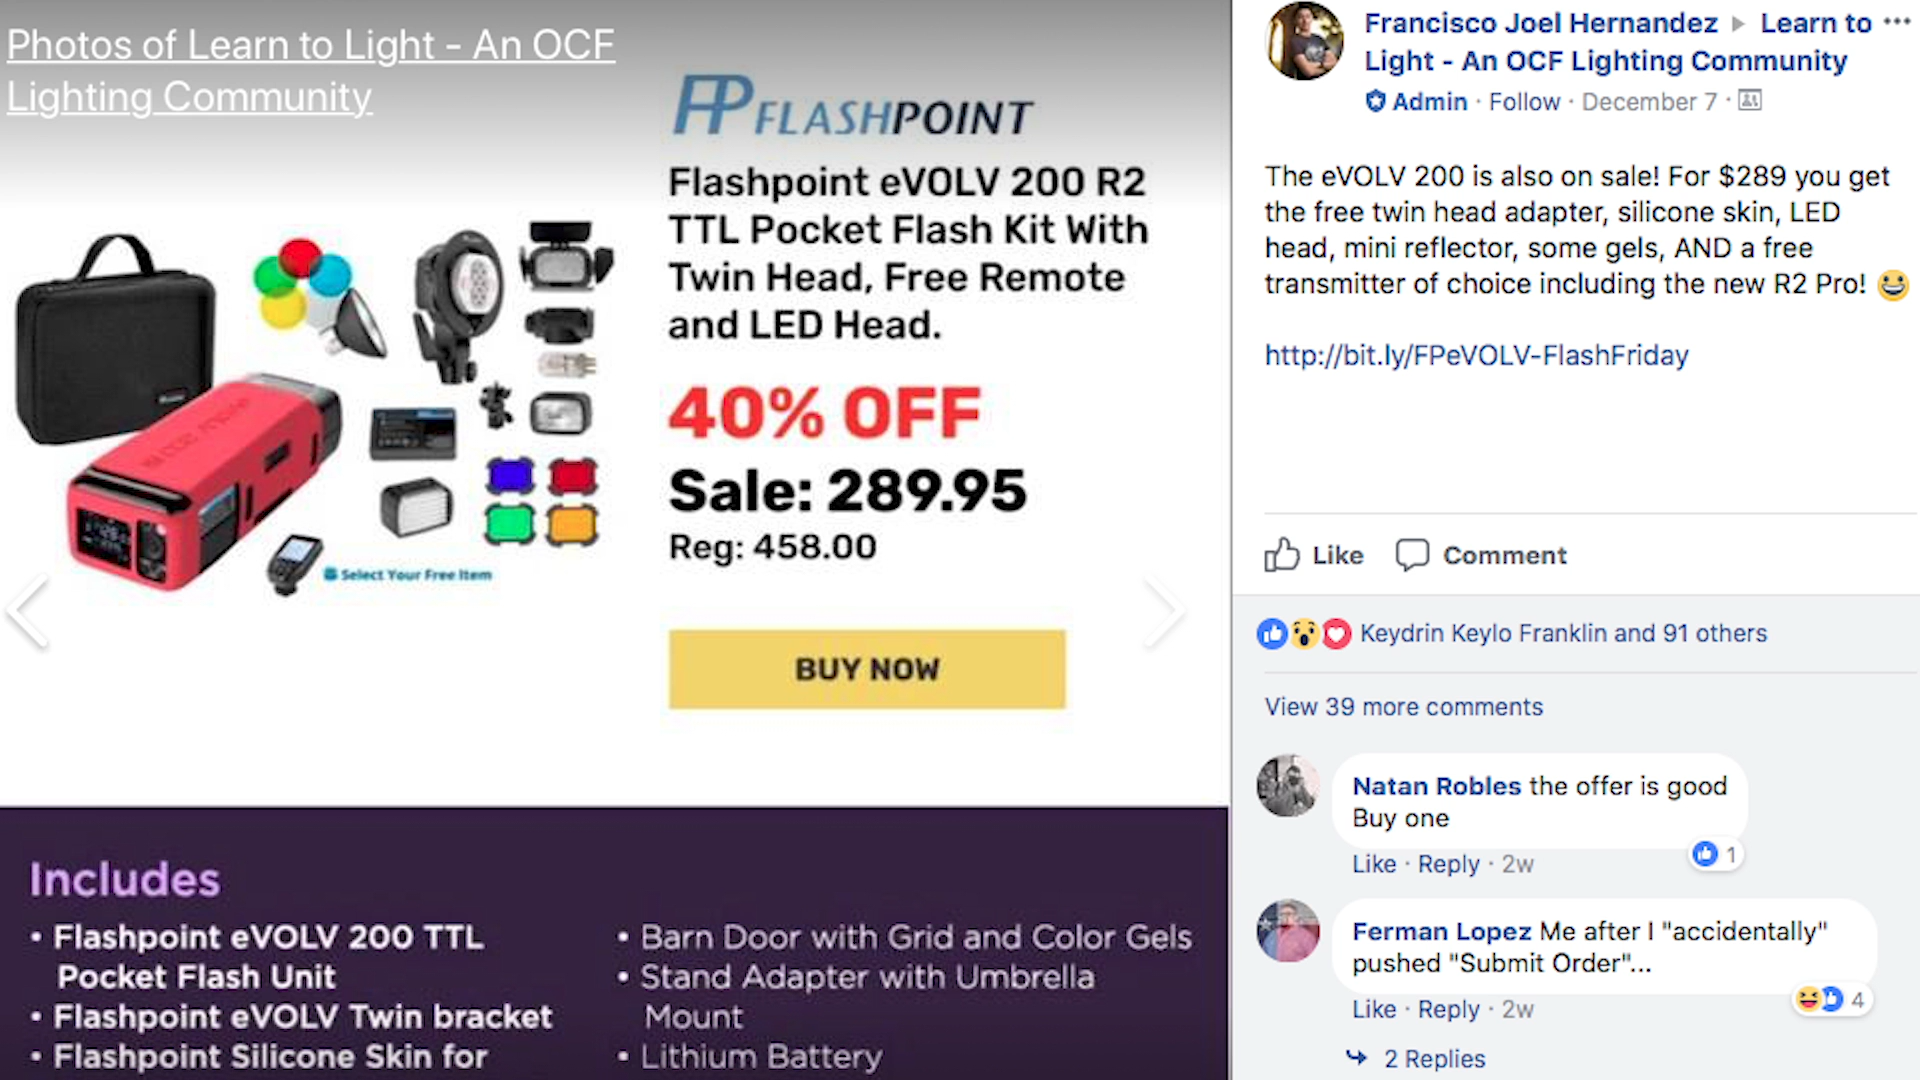 Photos of Learn to Light - An OCF
Lighting Community
FP FLASHPOINT
Flashpoint eVOLV 200 R2
TTL Pocket Flash Kit With
Twin Head, Free Remote
and LED Head.
40% OFF
Sale: 289.95
Reg: 458.00
Select Your Free Item
BUY NOW
Includes
• Flashpoint eVOLV 200 TTL
Pocket Flash Unit
• Flashpoint eVOLV Twin bracket
• Flashpoint Silicone Skin for
• Barn Door with Grid and Color Gels
• Stand Adapter with Umbrella
Mount
• Lithium Battery
Francisco Joel Hernandez ▸ Learn to
Light - An OCF Lighting Community
Admin · Follow · December 7 ·
The eVOLV 200 is also on sale! For $289 you get
the free twin head adapter, silicone skin, LED
head, mini reflector, some gels, AND a free
transmitter of choice including the new R2 Pro! 😀
http://bit.ly/FPeVOLV-FlashFriday
Like Comment
Keydrin Keylo Franklin and 91 others
View 39 more comments
Natan Robles the offer is good
Buy one
1
Like · Reply · 2w
Ferman Lopez Me after I "accidentally"
pushed "Submit Order"...
4
Like · Reply · 2w
2 Replies